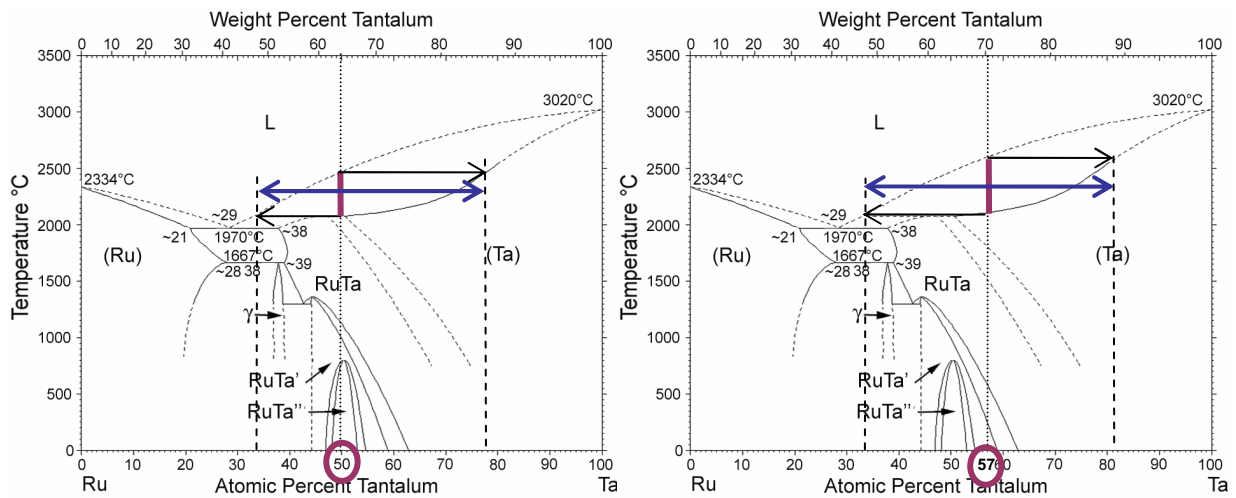 Weight Percent Tantalum
0 10 20 30 40 50 60 70 80 90 100
3500
3000
2500
2000
1500
1000
500
0
Temperature °C
3020°C
L
2334°C
~29
~21
1970°C
~38
(Ru)
1667°C
(Ta)
~28 38
~39
RuTa
γ
RuTa'
RuTa''
0 10 20 30 40 50 60 70 80 90 100
Ru
Atomic Percent Tantalum
Ta
Weight Percent Tantalum
0 10 20 30 40 50 60 70 80 90 100
3500
3000
2500
2000
1500
1000
500
0
Temperature °C
3020°C
L
2334°C
~29
~21
1970°C
~38
(Ru)
1667°C
(Ta)
~28 38
~39
RuTa
γ
RuTa'
RuTa''
0 10 20 30 40 50 5760 70 80 90 100
Ru
Atomic Percent Tantalum
Ta